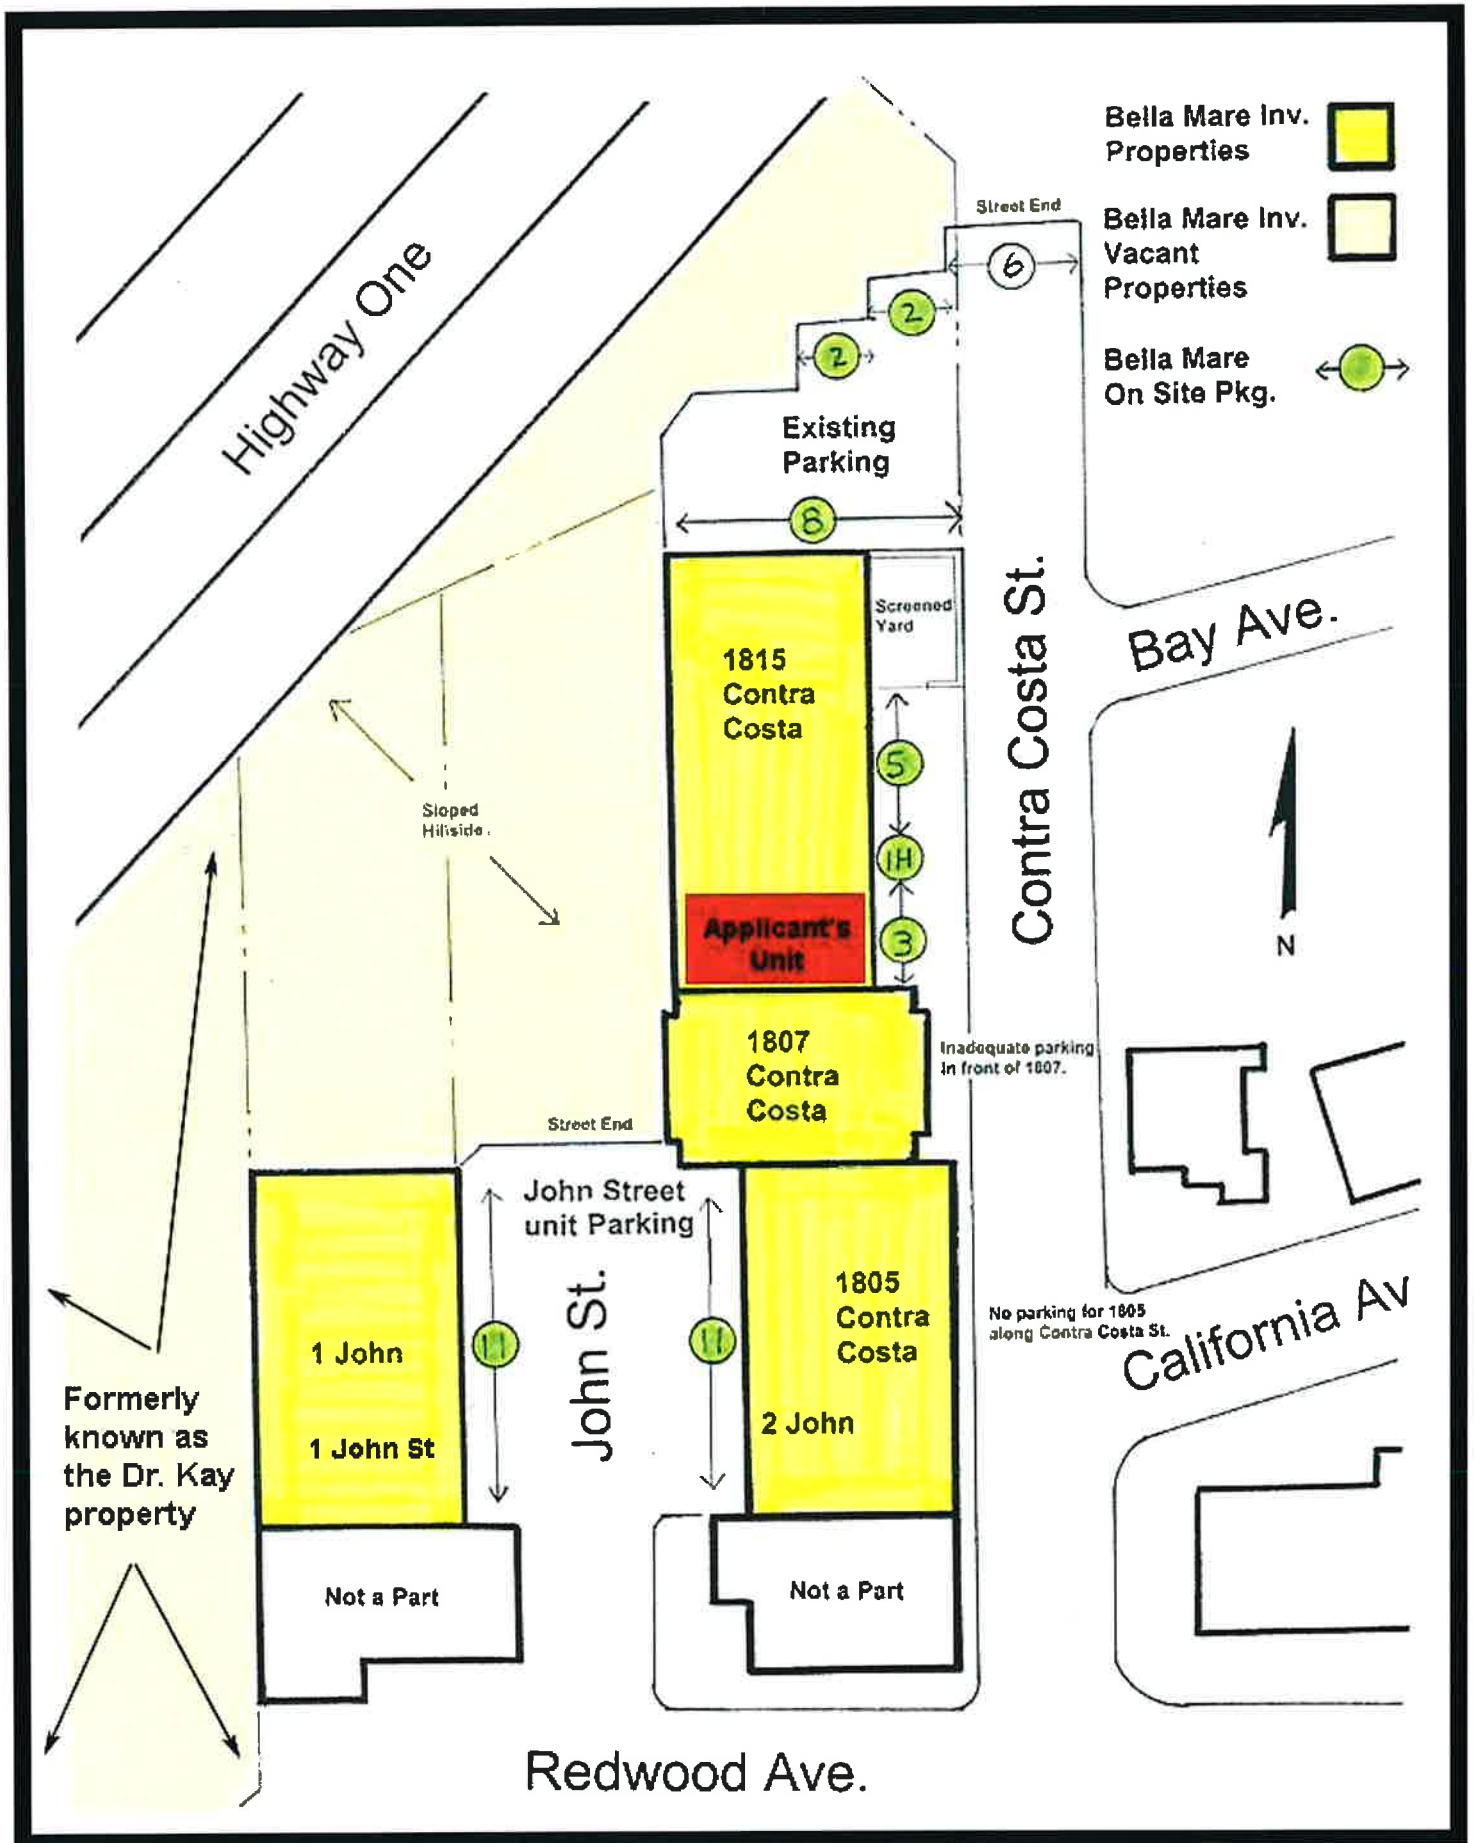 Bella Mare Inv.
Properties
Bella Mare Inv.
Vacant
Properties
Bella Mare
On Site Pkg.
Street End
6
2
2
Highway One
Existing
Parking
8
Screened
Yard
1815
Contra
Costa
Contra Costa St.
Bay Ave.
5
Sloped
Hillside.
1H
Applicant's
Unit
3
N
1807
Contra
Costa
Inadequate parking
in front of 1807.
Street End
John Street
unit Parking
1805
Contra
Costa
No parking for 1805
along Contra Costa St.
California Av
11
11
John St.
1 John
1 John St
2 John
Formerly
known as
the Dr. Kay
property
Not a Part
Not a Part
Redwood Ave.